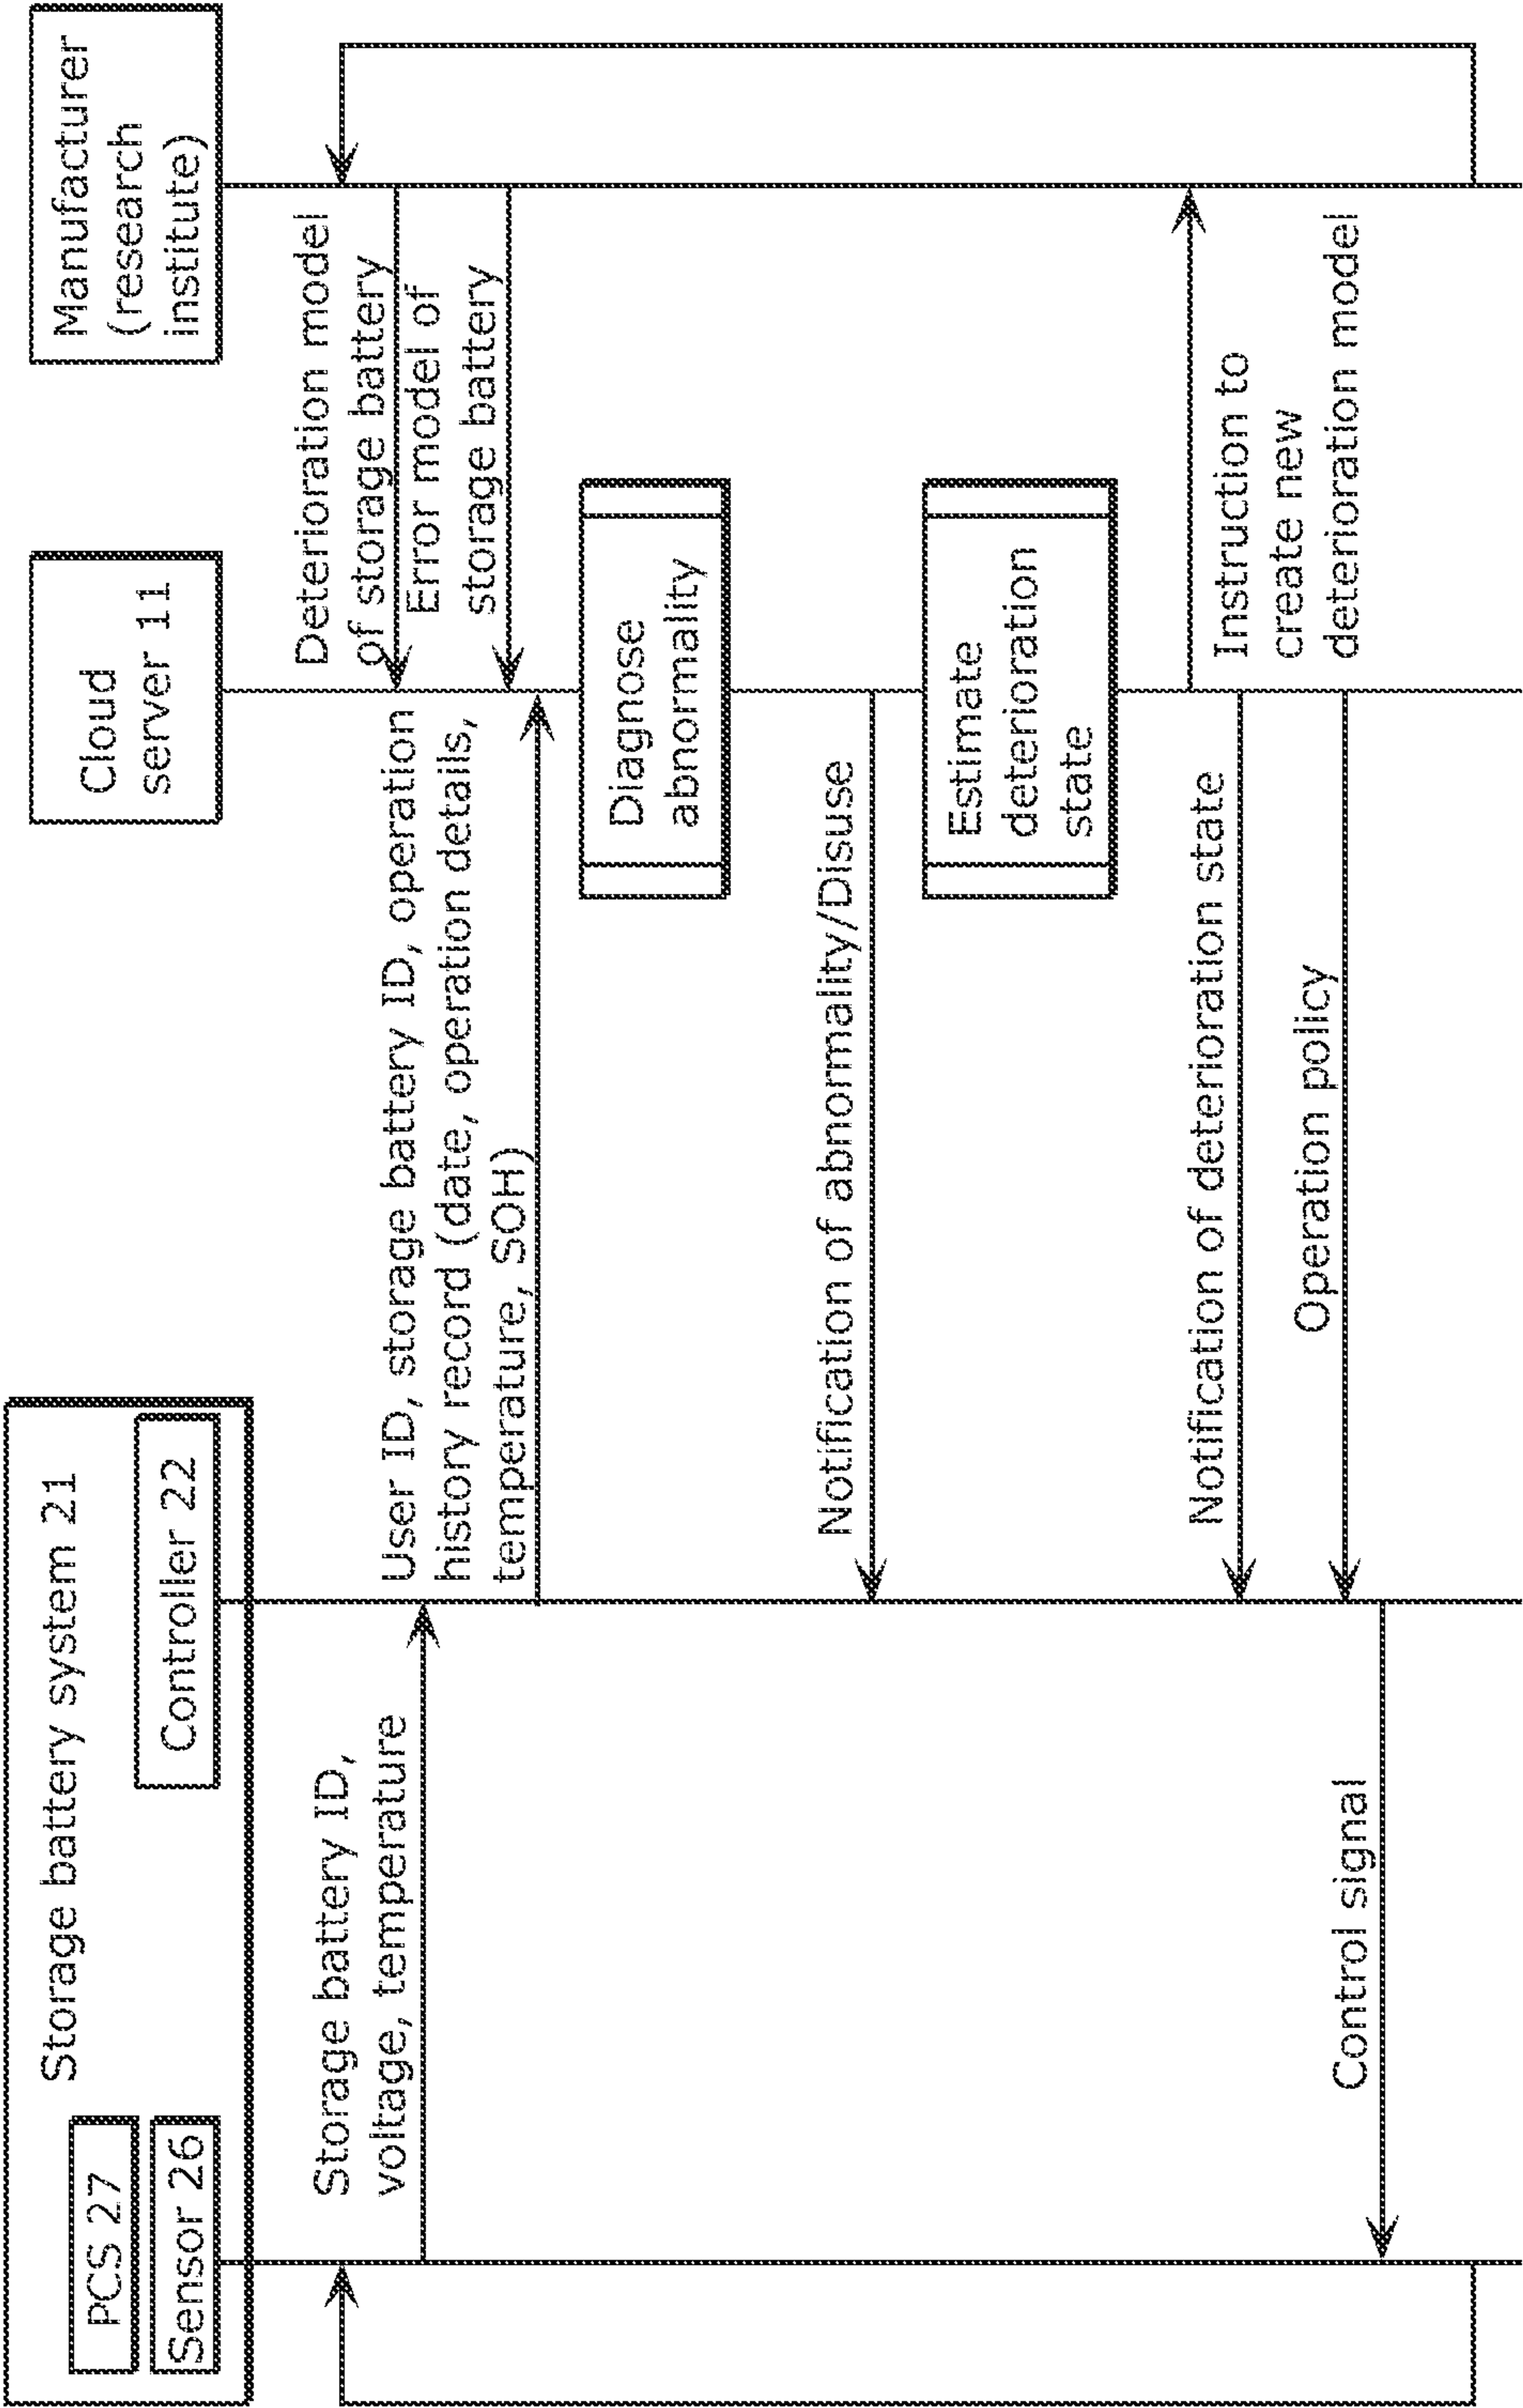 Storage battery system 21
PCS 27
Sensor 26
Controller 22
Cloud
server 11
Manufacturer
(research
institute)
Storage battery ID,
voltage, temperature
User ID, storage battery ID, operation
history record (date, operation details,
temperature, SOH)
Deterioration model
of storage battery
Error model of
storage battery
Diagnose
abnormality
Notification of abnormality/Disuse
Estimate
deterioration
state
Notification of deterioration state
Instruction to
create new
deterioration model
Operation policy
Control signal